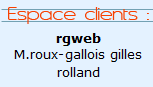 Espace clients :
rgweb
M.roux-gallois gilles
rolland